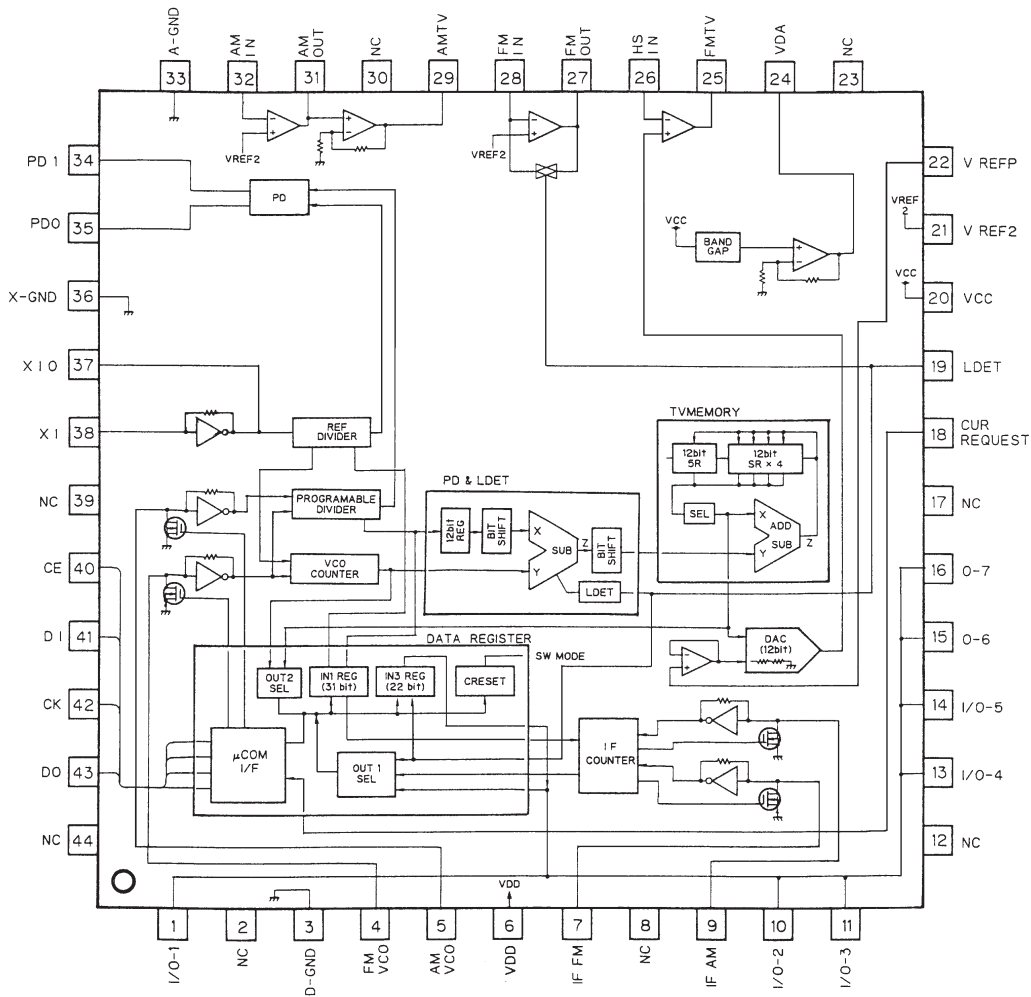 A-GND
AM
IN
AM
OUT
NC
AMTV
FM
IN
FM
OUT
HS
IN
FMTV
VDA
NC
33
32
31
30
29
28
27
26
25
24
23
VREF2
VREF2
PD 1
34
PD
PD0
35
X-GND
36
XI0
37
XI
38
NC
39
CE
40
DI
41
CK
42
DO
43
NC
44
22
V REFP
VREF
2
21
V REF2
VCC
20
VCC
19
LDET
18
CUR
REQUEST
17
NC
16
O-7
15
O-6
14
I/O-5
13
I/O-4
12
NC
VCC
BAND
GAP
REF
DIVIDER
PROGRAMABLE
DIVIDER
VCO
COUNTER
PD & LDET
12bit
REG
BIT
SHIFT
X
Y
SUB
Z
BIT
SHIFT
LDET
TVMEMORY
12bit
SR
12bit
SR × 4
SEL
X
Y
ADD
SUB
Z
DAC
(12bit)
DATA REGISTER
SW MODE
OUT2
SEL
IN1 REG
(31 bit)
IN3 REG
(22 bit)
CRESET
μCOM
I/F
OUT 1
SEL
IF
COUNTER
VDD
1
2
3
4
5
6
7
8
9
10
11
I/O-1
NC
D-GND
FM
VCO
AM
VCO
VDD
IF FM
NC
IF AM
I/O-2
I/O-3